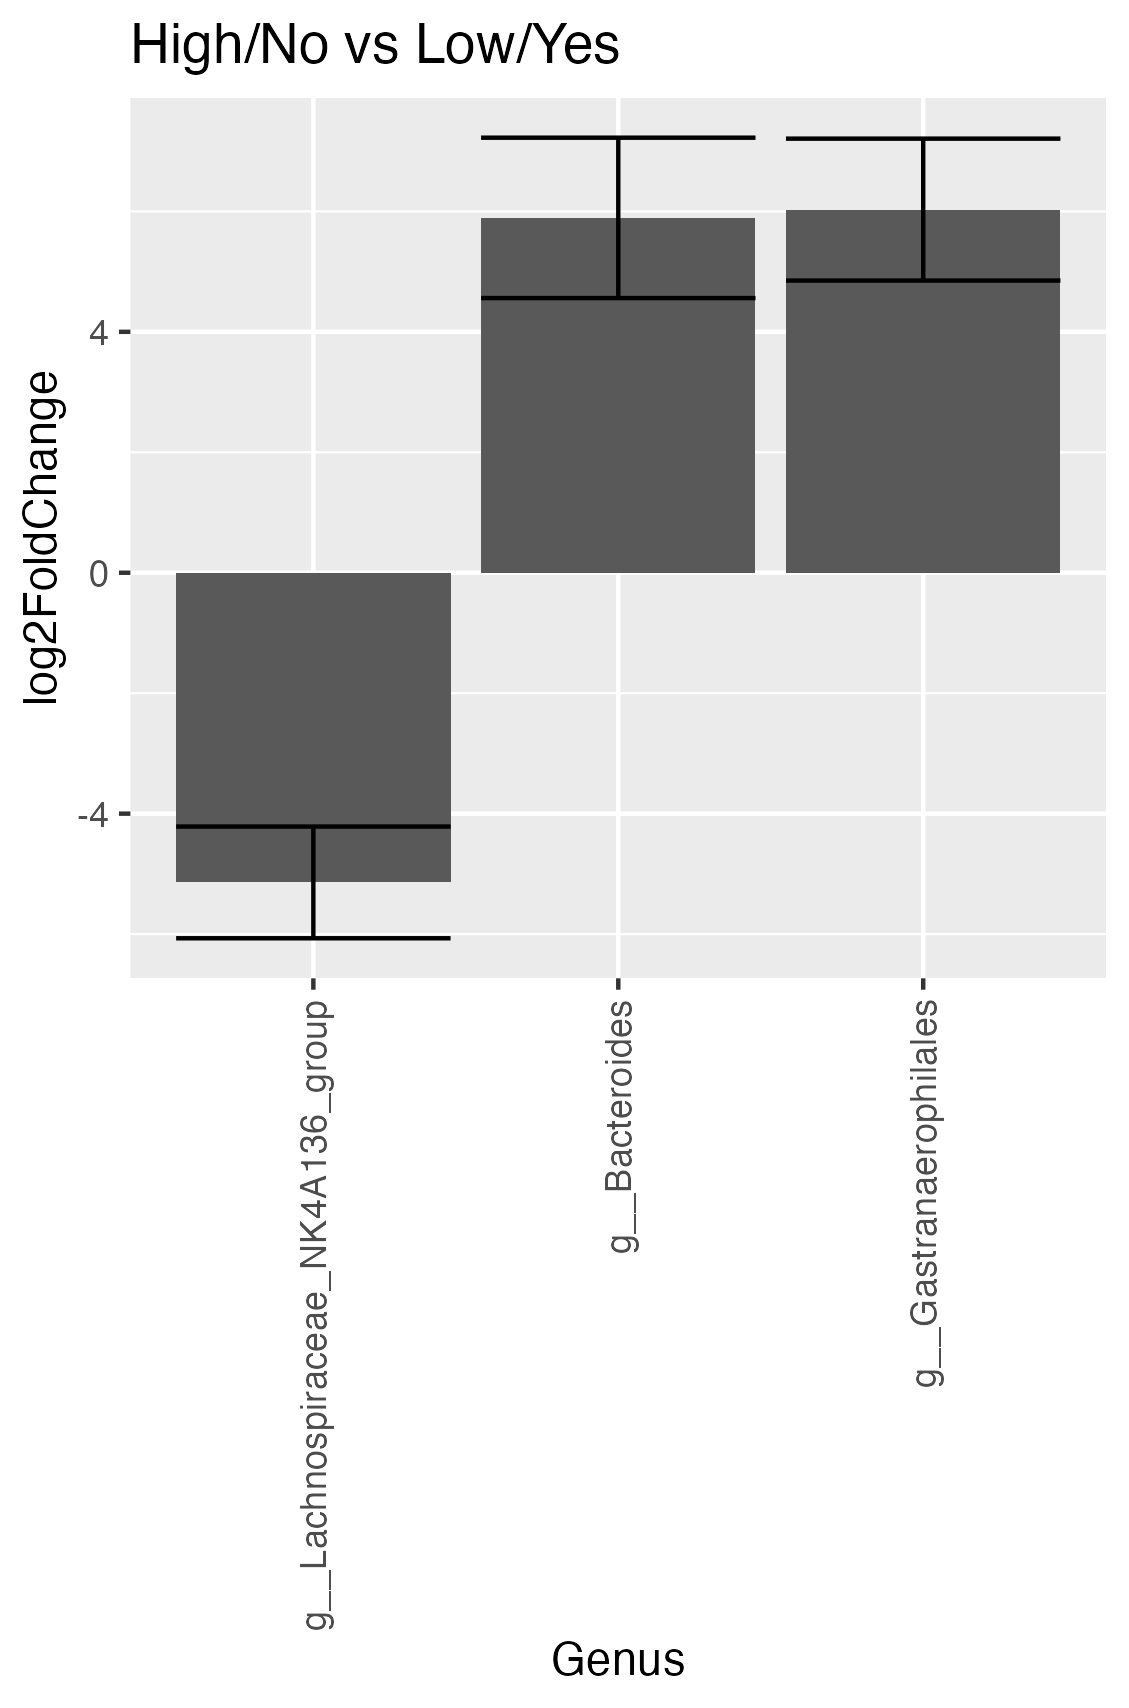 High/No vs Low/Yes
log2FoldChange
4
0
-4
g__Lachnospiraceae_NK4A136_group
g__Bacteroides
g__Gastranaerophilales
Genus